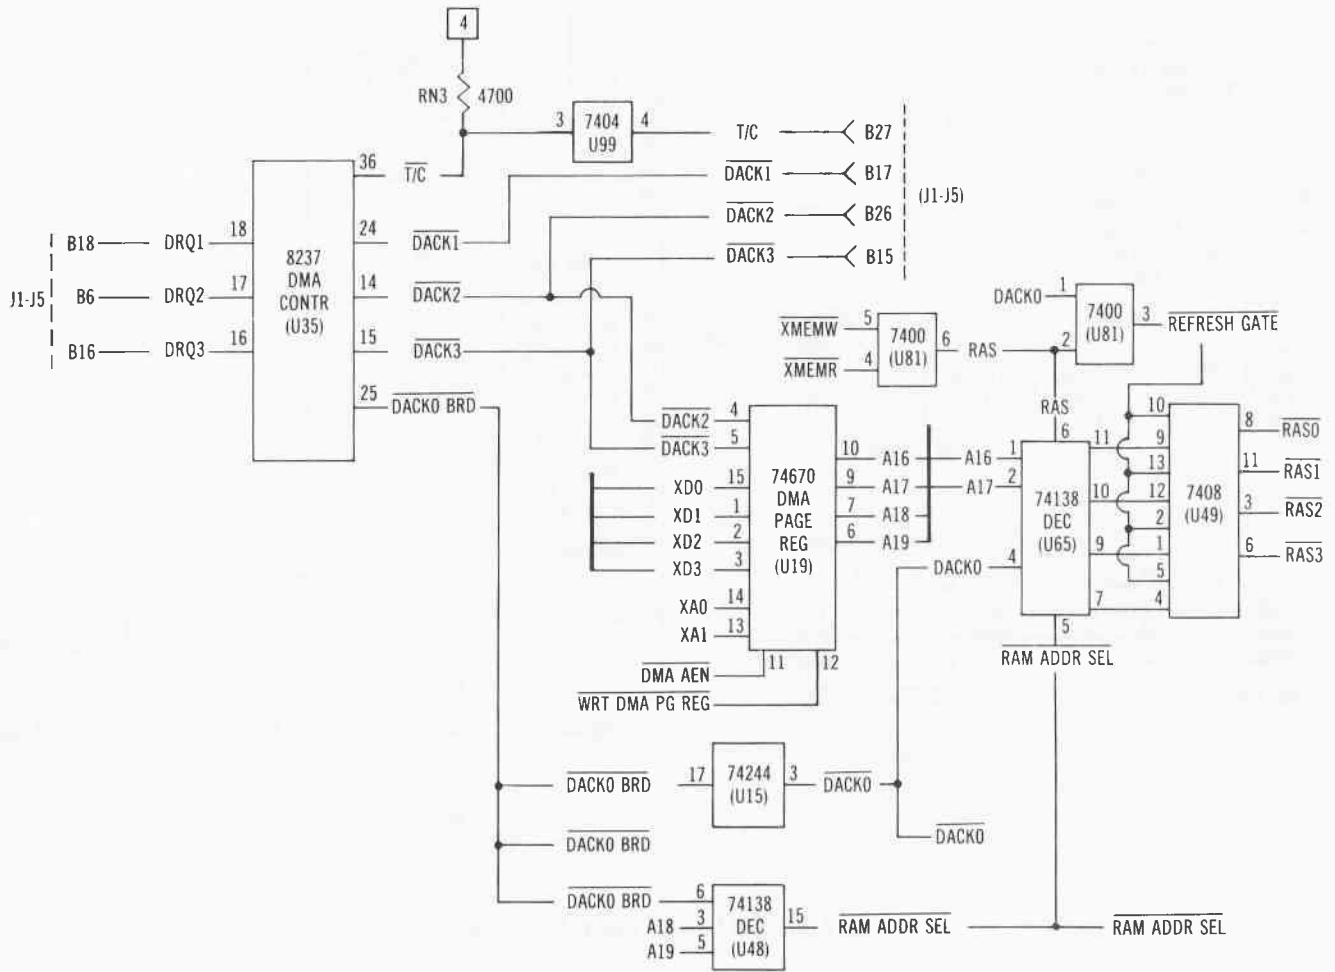 4
RN3 4700
3 7404 U99 4
T/C B27
DACK1 B17
DACK2 B26
DACK3 B15
(J1-J5)
36 T/C
24 DACK1
14 DACK2
15 DACK3
25 DACK0 BRD
8237
DMA
CONTR
(U35)
J1-J5
B18 DRQ1 18
B6 DRQ2 17
B16 DRQ3 16
DACK0 1
7400
(U81)
2
3 REFRESH GATE
XMEMW 5
XMEMR 4
7400
(U81)
6 RAS
RAS
DACK2 4
DACK3 5
XD0 15
XD1 1
XD2 2
XD3 3
XA0 14
XA1 13
DMA AEN 11
WRT DMA PG REG 12
74670
DMA
PAGE
REG
(U19)
10 A16
9 A17
7 A18
6 A19
A16 1
A17 2
DACK0 4
6
74138
DEC
(U65)
5
RAM ADDR SEL
11
10
9
7
10
9
13
12
2
1
5
4
7408
(U49)
8 RAS0
11 RAS1
3 RAS2
6 RAS3
DACK0 BRD 17
74244
(U15)
3 DACK0
DACK0
DACK0 BRD
DACK0 BRD 6
A18 3
A19 5
74138
DEC
(U48)
15 RAM ADDR SEL
RAM ADDR SEL